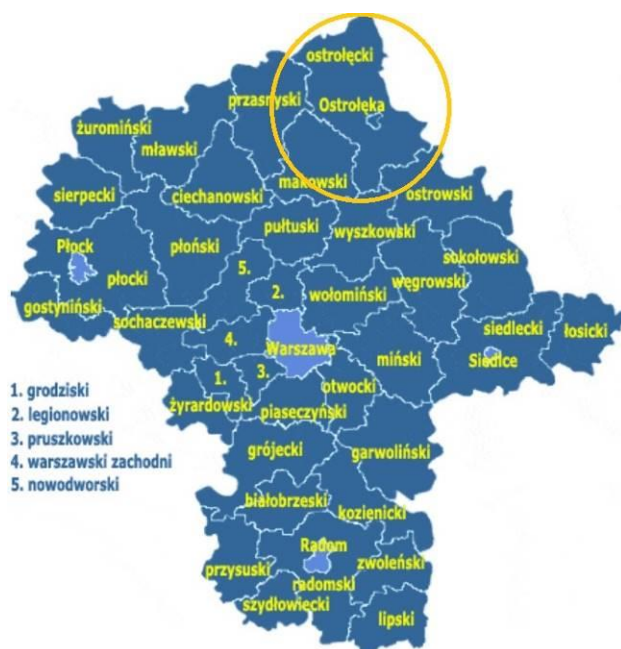 ostrołęcki
przasnyski
Ostrołęka
żuromiński
mławski
makowski
sierpecki
ciechanowski
ostrowski
pułtuski
wyszkowski
Płock
płoński
sokołowski
płocki
5.
węgrowski
2.
wołomiński
gostyniński
sochaczewski
siedlecki
łosicki
4.
Warszawa
miński
Siedlce
1.
3.
otwocki
żyrardowski
piaseczyński
1. grodziski
2. legionowski
3. pruszkowski
4. warszawski zachodni
5. nowodworski
grójecki
garwoliński
białobrzeski
kozienicki
Radom
przysuski
zwoleński
radomski
szydłowiecki
lipski